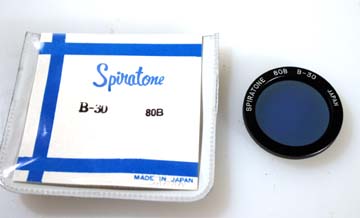 Spiratone
B-30 80B
MADE IN JAPAN
SPIRATONE 80B B-30 JAPAN